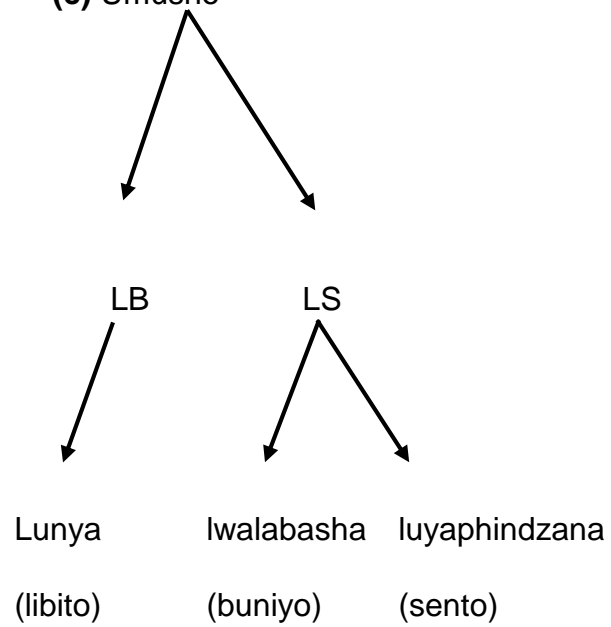 (c) Umusho
LB LS
Lunya lwalabasha luyaphindzana
(libito) (buniyo) (sento)